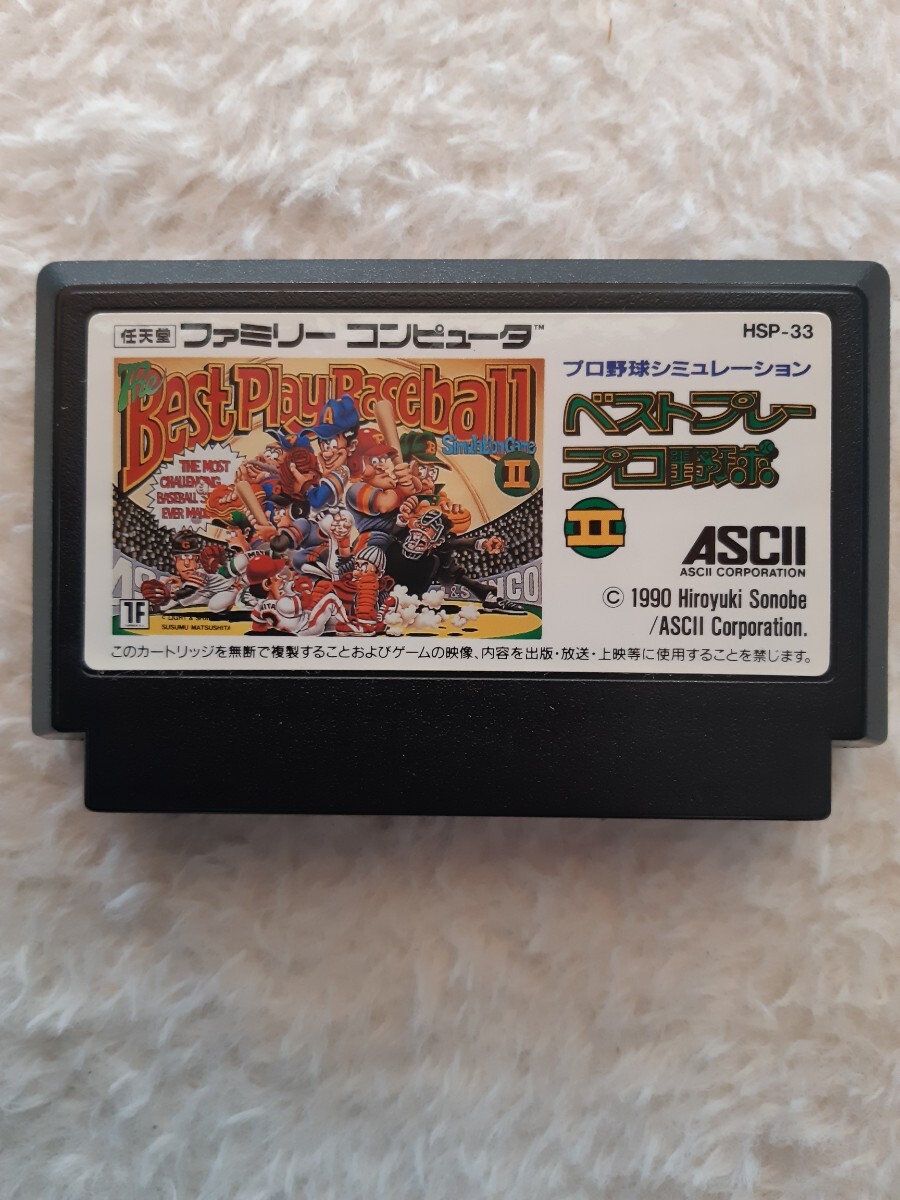 任天堂 ファミリー コンピュータ™
HSP-33
The
Best Play Baseball
Simulation Game
II
THE MOST
CHALLENGING
BASEBALL
EVER
プロ野球シミュレーション
ベストプレー
プロ野球
II
ASCII
ASCII CORPORATION
© 1990 Hiroyuki Sonobe
/ASCII Corporation.
1F
SUSUMU MATSUSHITA
このカートリッジを無断で複製することおよびゲームの映像、内容を出版・放送・上映等に使用することを禁じます。